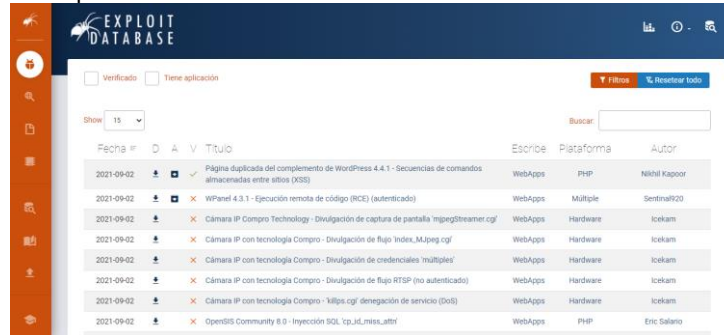 EXPLOIT
DATABASE
Verificado Tiene aplicación
Filtros Resetear todo
Show 15
Buscar:
Fecha D A V Título Escribe Plataforma Autor
2021-09-02 Página duplicada del complemento de WordPress 4.4.1 - Secuencias de comandos WebApps PHP Nikhil Kapoor
almacenadas entre sitios (XSS)
2021-09-02 WPanel 4.3.1 - Ejecución remota de código (RCE) (autenticado) WebApps Múltiple Sentinal920
2021-09-02 Cámara IP Compro Technology - Divulgación de captura de pantalla 'mjpegStreamer.cgi' WebApps Hardware Icekam
2021-09-02 Cámara IP con tecnología Compro - Divulgación de flujo 'Index_MJpeg.cgi' WebApps Hardware Icekam
2021-09-02 Cámara IP con tecnología Compro - Divulgación de credenciales 'múltiples' WebApps Hardware Icekam
2021-09-02 Cámara IP con tecnología Compro - Divulgación de flujo RTSP (no autenticado) WebApps Hardware Icekam
2021-09-02 Cámara IP con tecnología Compro - 'killps.cgi' denegación de servicio (DoS) WebApps Hardware Icekam
2021-09-02 OpenSIS Community 8.0 - Inyección SQL 'cp_id_miss_attn' WebApps PHP Eric Salario